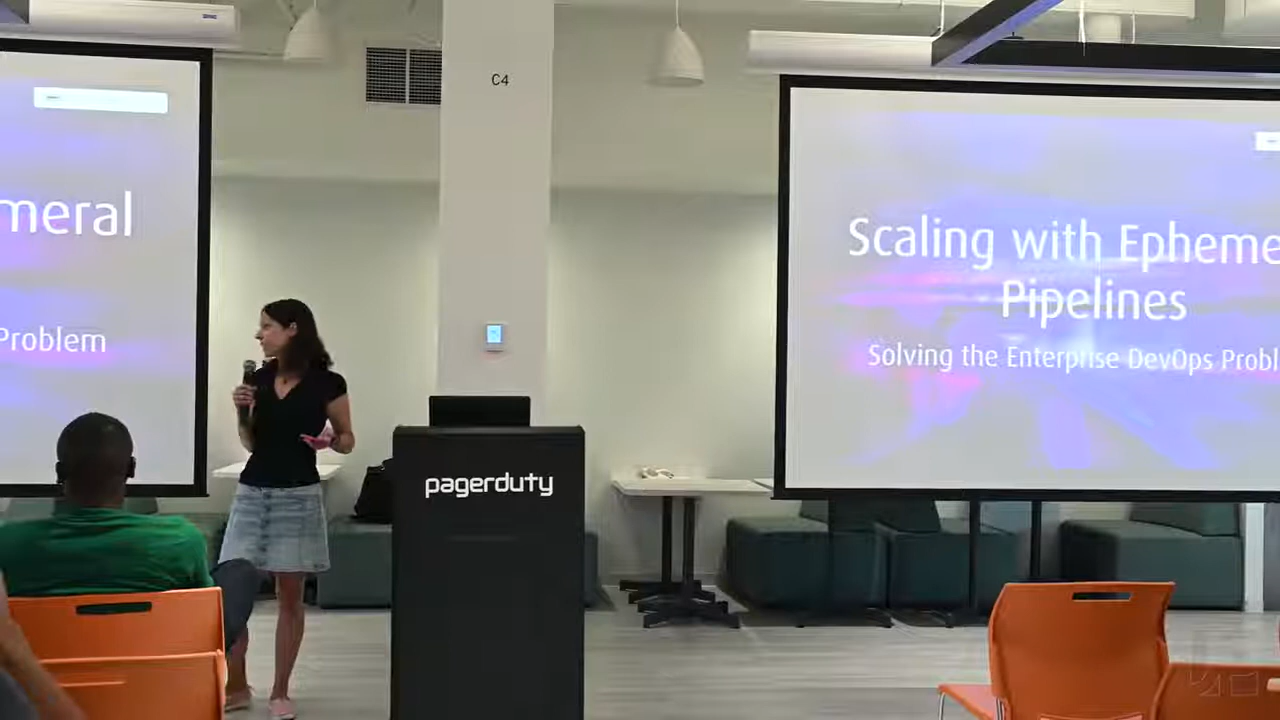 C4
meral
Problem
pagerduty
Scaling with Epheme
Pipelines
Solving the Enterprise DevOps Probl